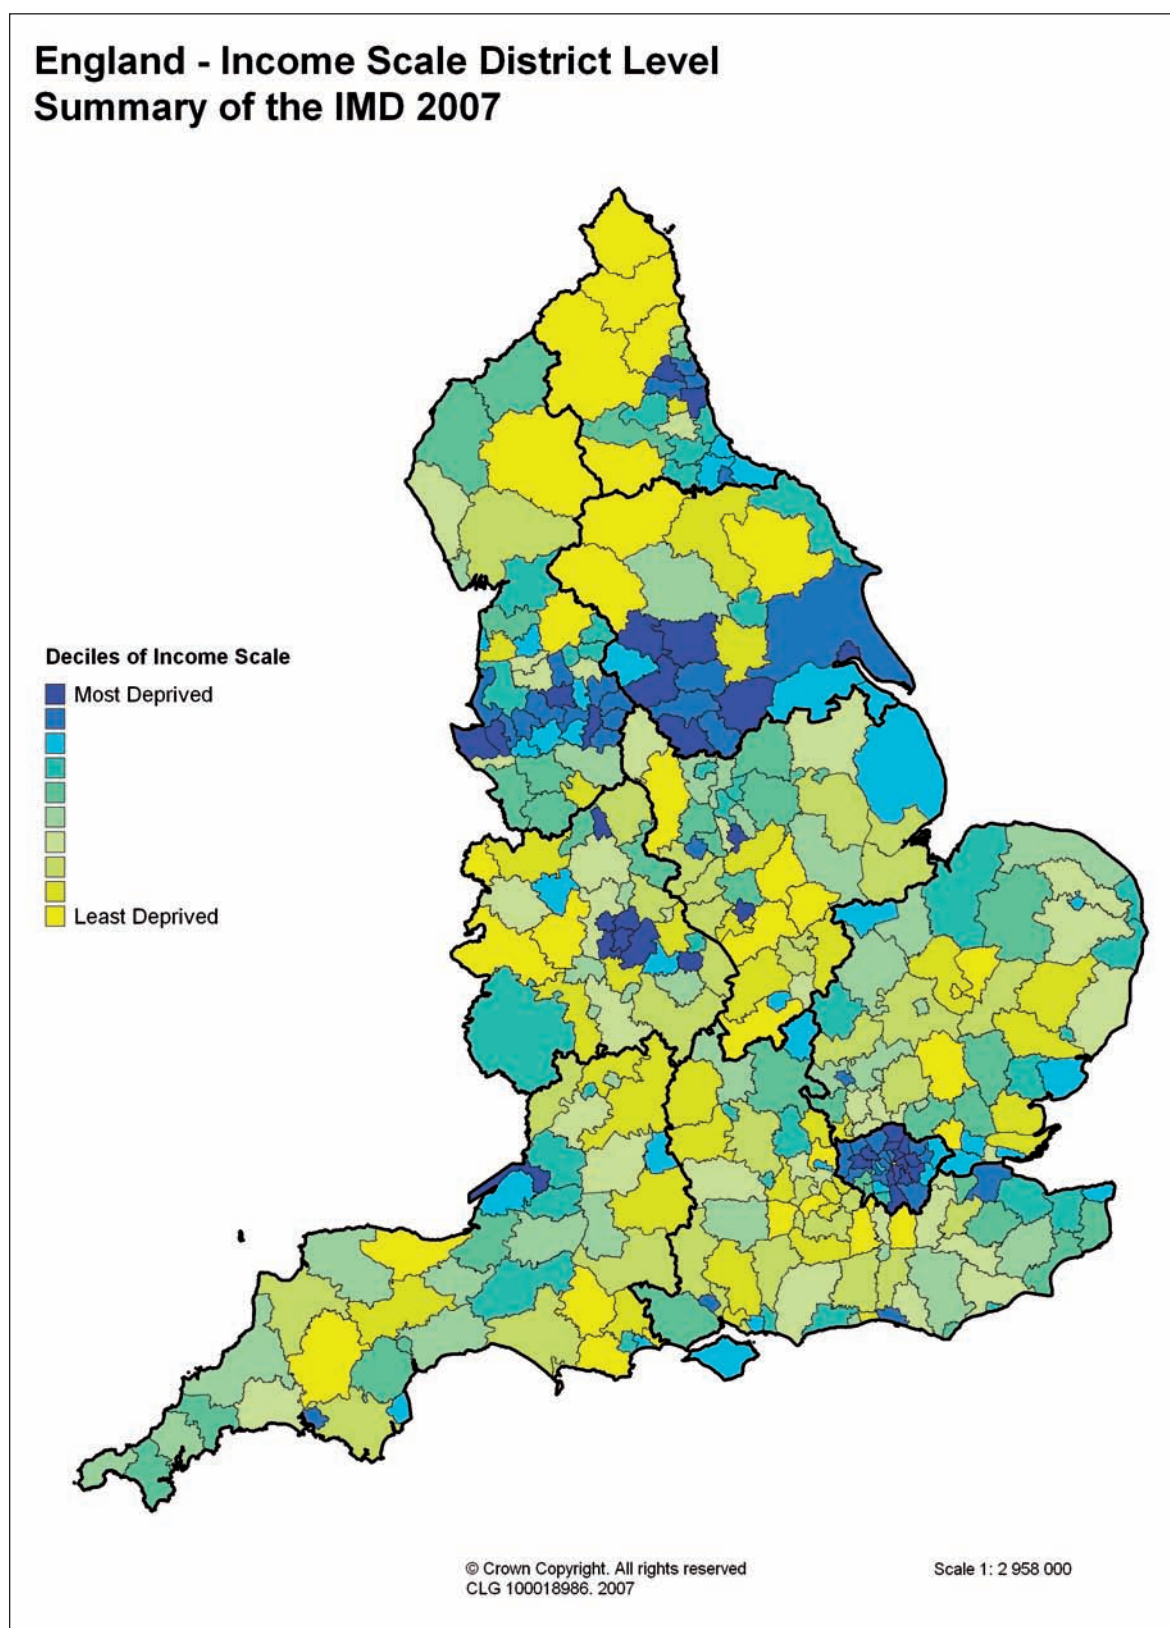 England - Income Scale District Level
Summary of the IMD 2007
Deciles of Income Scale
Most Deprived
Least Deprived
© Crown Copyright. All rights reserved
CLG 100018986. 2007
Scale 1: 2 958 000